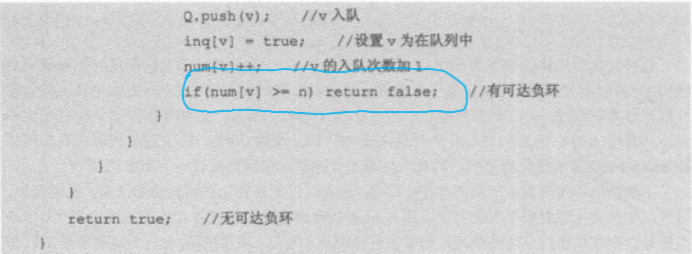 Q.push(v);    //v 入队
inq[v] = true;    //设置 v 为在队列中
num[v]++;    //v 的入队次数加 1
if(num[v] >= n) return false;    //有可达负环
}
}
}
}
return true;    //无可达负环
}